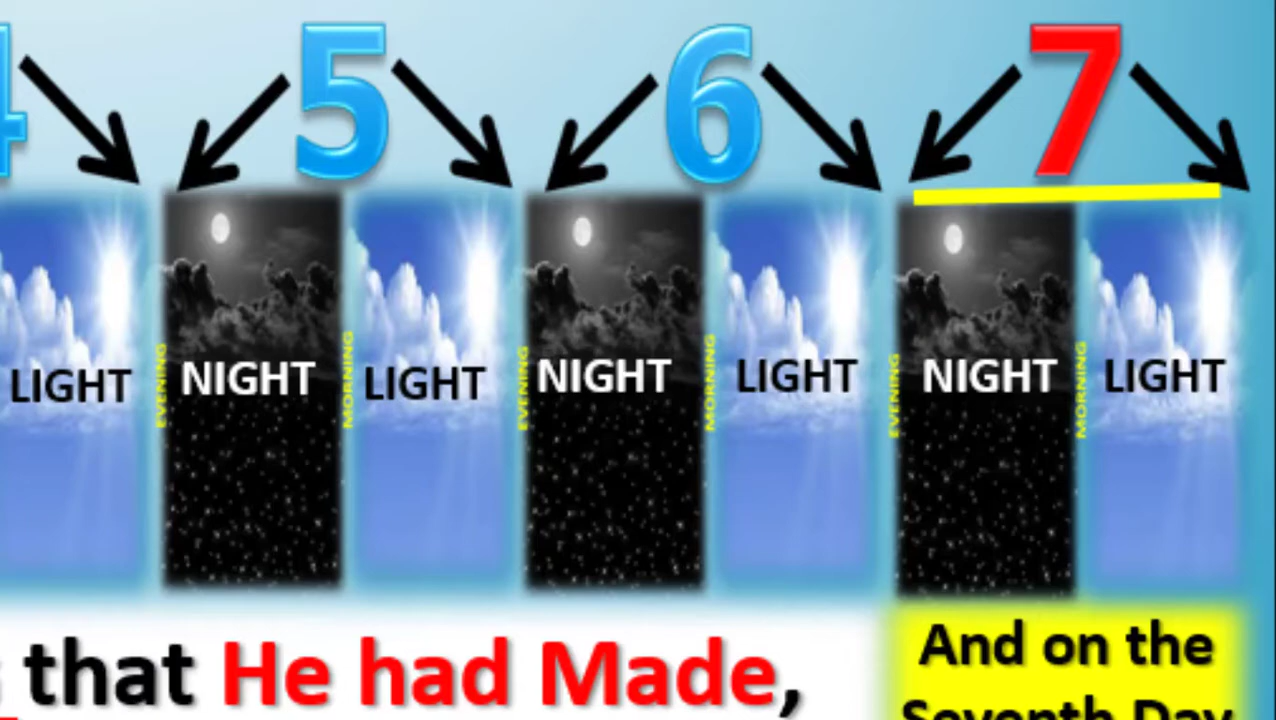 4 5 6 7
LIGHT EVENING NIGHT MORNING LIGHT EVENING NIGHT MORNING LIGHT EVENING NIGHT MORNING LIGHT
that He had Made,
And on the
Seventh Day